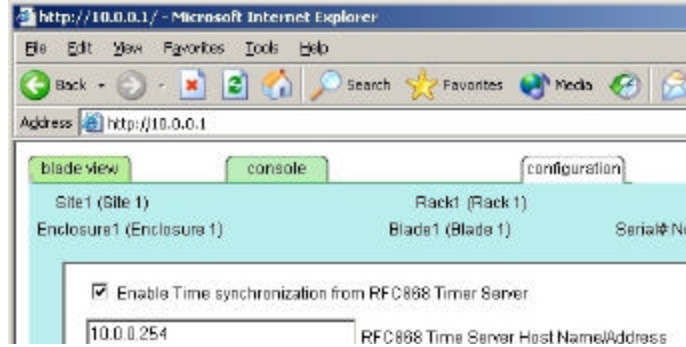 http://10.0.0.1/ - Microsoft Internet Explorer
File Edit View Favorites Tools Help
Back Search Favorites Media
Address http://10.0.0.1
blade view console configuration
Site1 (Site 1) Rack1 (Rack 1)
Enclosure1 (Enclosure 1) Blade1 (Blade 1) Serial# N
Enable Time synchronization from RFC868 Timer Server
10.0.0.254 RFC868 Time Server Host Name/Address